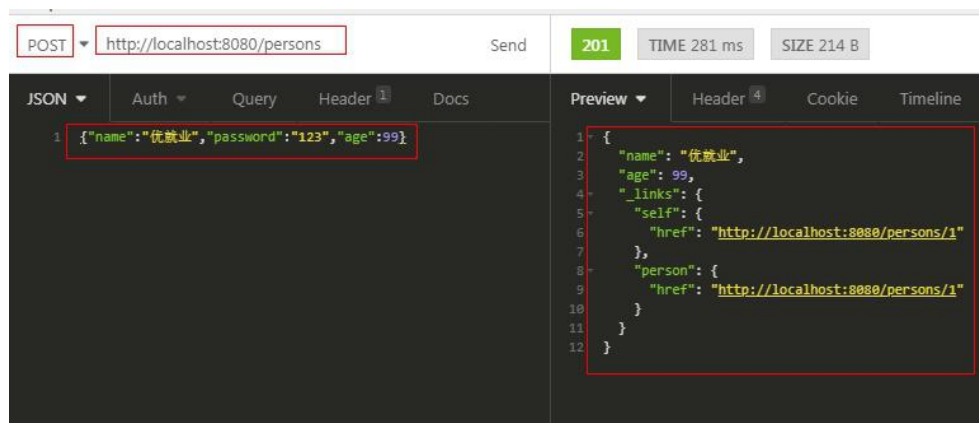 POST http://localhost:8080/persons Send 201 TIME 281 ms SIZE 214 B
JSON Auth Query Header 1 Docs Preview Header 4 Cookie Timeline
1 {"name":"优就业","password":"123","age":99}
1 {
2 "name": "优就业",
3 "age": 99,
4 "_links": {
5 "self": {
6 "href": "http://localhost:8080/persons/1"
7 },
8 "person": {
9 "href": "http://localhost:8080/persons/1"
10 }
11 }
12 }